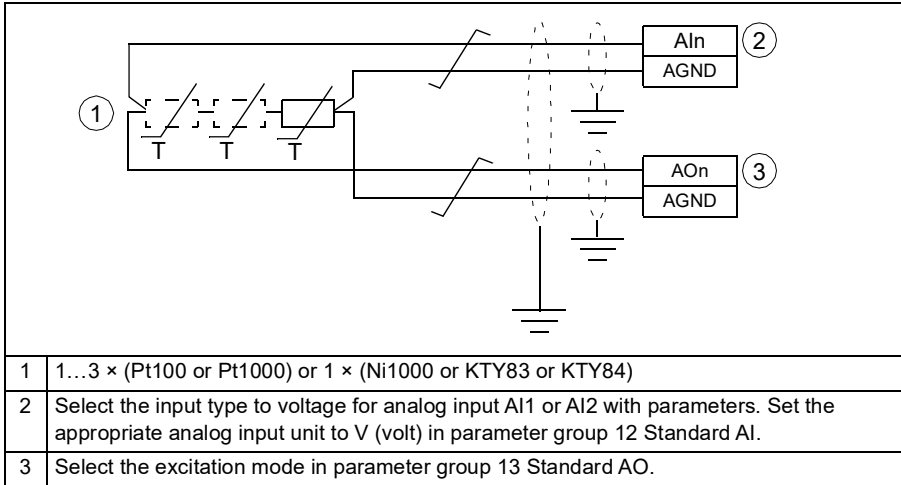 AIn
2
AGND
1
T T T
AOn
3
AGND
1 1…3 × (Pt100 or Pt1000) or 1 × (Ni1000 or KTY83 or KTY84)
2 Select the input type to voltage for analog input AI1 or AI2 with parameters. Set the
appropriate analog input unit to V (volt) in parameter group 12 Standard AI.
3 Select the excitation mode in parameter group 13 Standard AO.